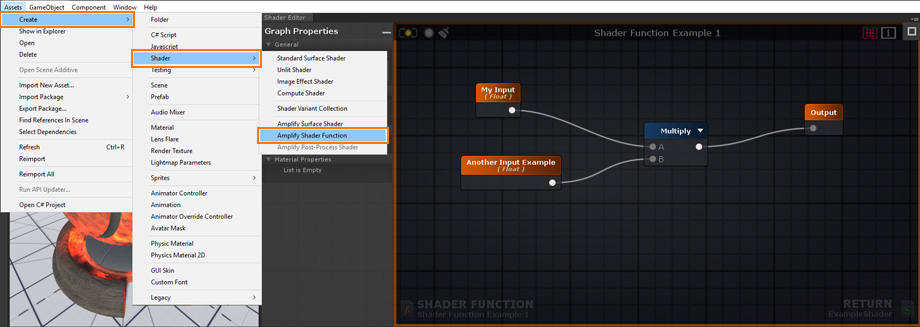 Assets GameObject Component Window Help
Create
Show in Explorer
Open
Delete
Open Scene Additive
Import New Asset...
Import Package
Export Package...
Find References In Scene
Select Dependencies
Refresh Ctrl+R
Reimport
Reimport All
Run API Updater...
Open C# Project
Folder
C# Script
Javascript
Shader
Testing
Scene
Prefab
Audio Mixer
Material
Lens Flare
Render Texture
Lightmap Parameters
Sprites
Animator Controller
Animation
Animator Override Controller
Avatar Mask
Physic Material
Physics Material 2D
GUI Skin
Custom Font
Legacy
Shader Editor
Graph Properties
General
Standard Surface Shader
Unlit Shader
Image Effect Shader
Compute Shader
Shader Variant Collection
Amplify Surface Shader
Amplify Shader Function
Amplify Post-Process Shader
Material Properties
List is Empty
Shader Function Example 1
My Input
( Float )
Another Input Example
( Float )
Multiply
A
B
Output
SHADER FUNCTION
Shader Function Example 1
RETURN
ExampleShader